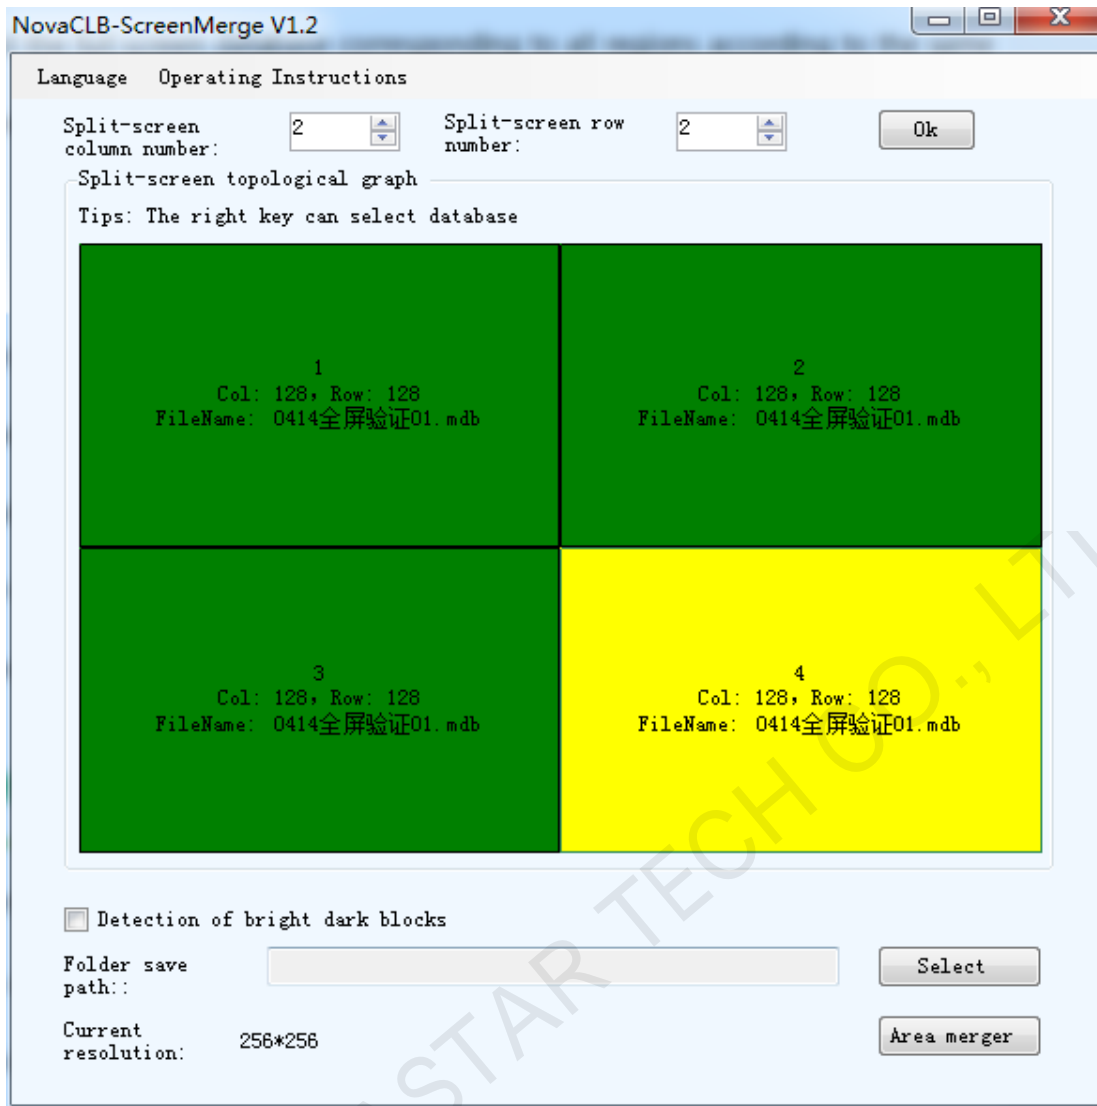 NovaCLB-ScreenMerge V1.2
Language Operating Instructions
Split-screen column number: 2 Split-screen row number: 2 Ok
Split-screen topological graph
Tips: The right key can select database
1
Col: 128, Row: 128
FileName: 0414全屏验证01.mdb
2
Col: 128, Row: 128
FileName: 0414全屏验证01.mdb
3
Col: 128, Row: 128
FileName: 0414全屏验证01.mdb
4
Col: 128, Row: 128
FileName: 0414全屏验证01.mdb
Detection of bright dark blocks
Folder save path:: Select
Current resolution: 256*256 Area merger
STAR TECH CO., LT